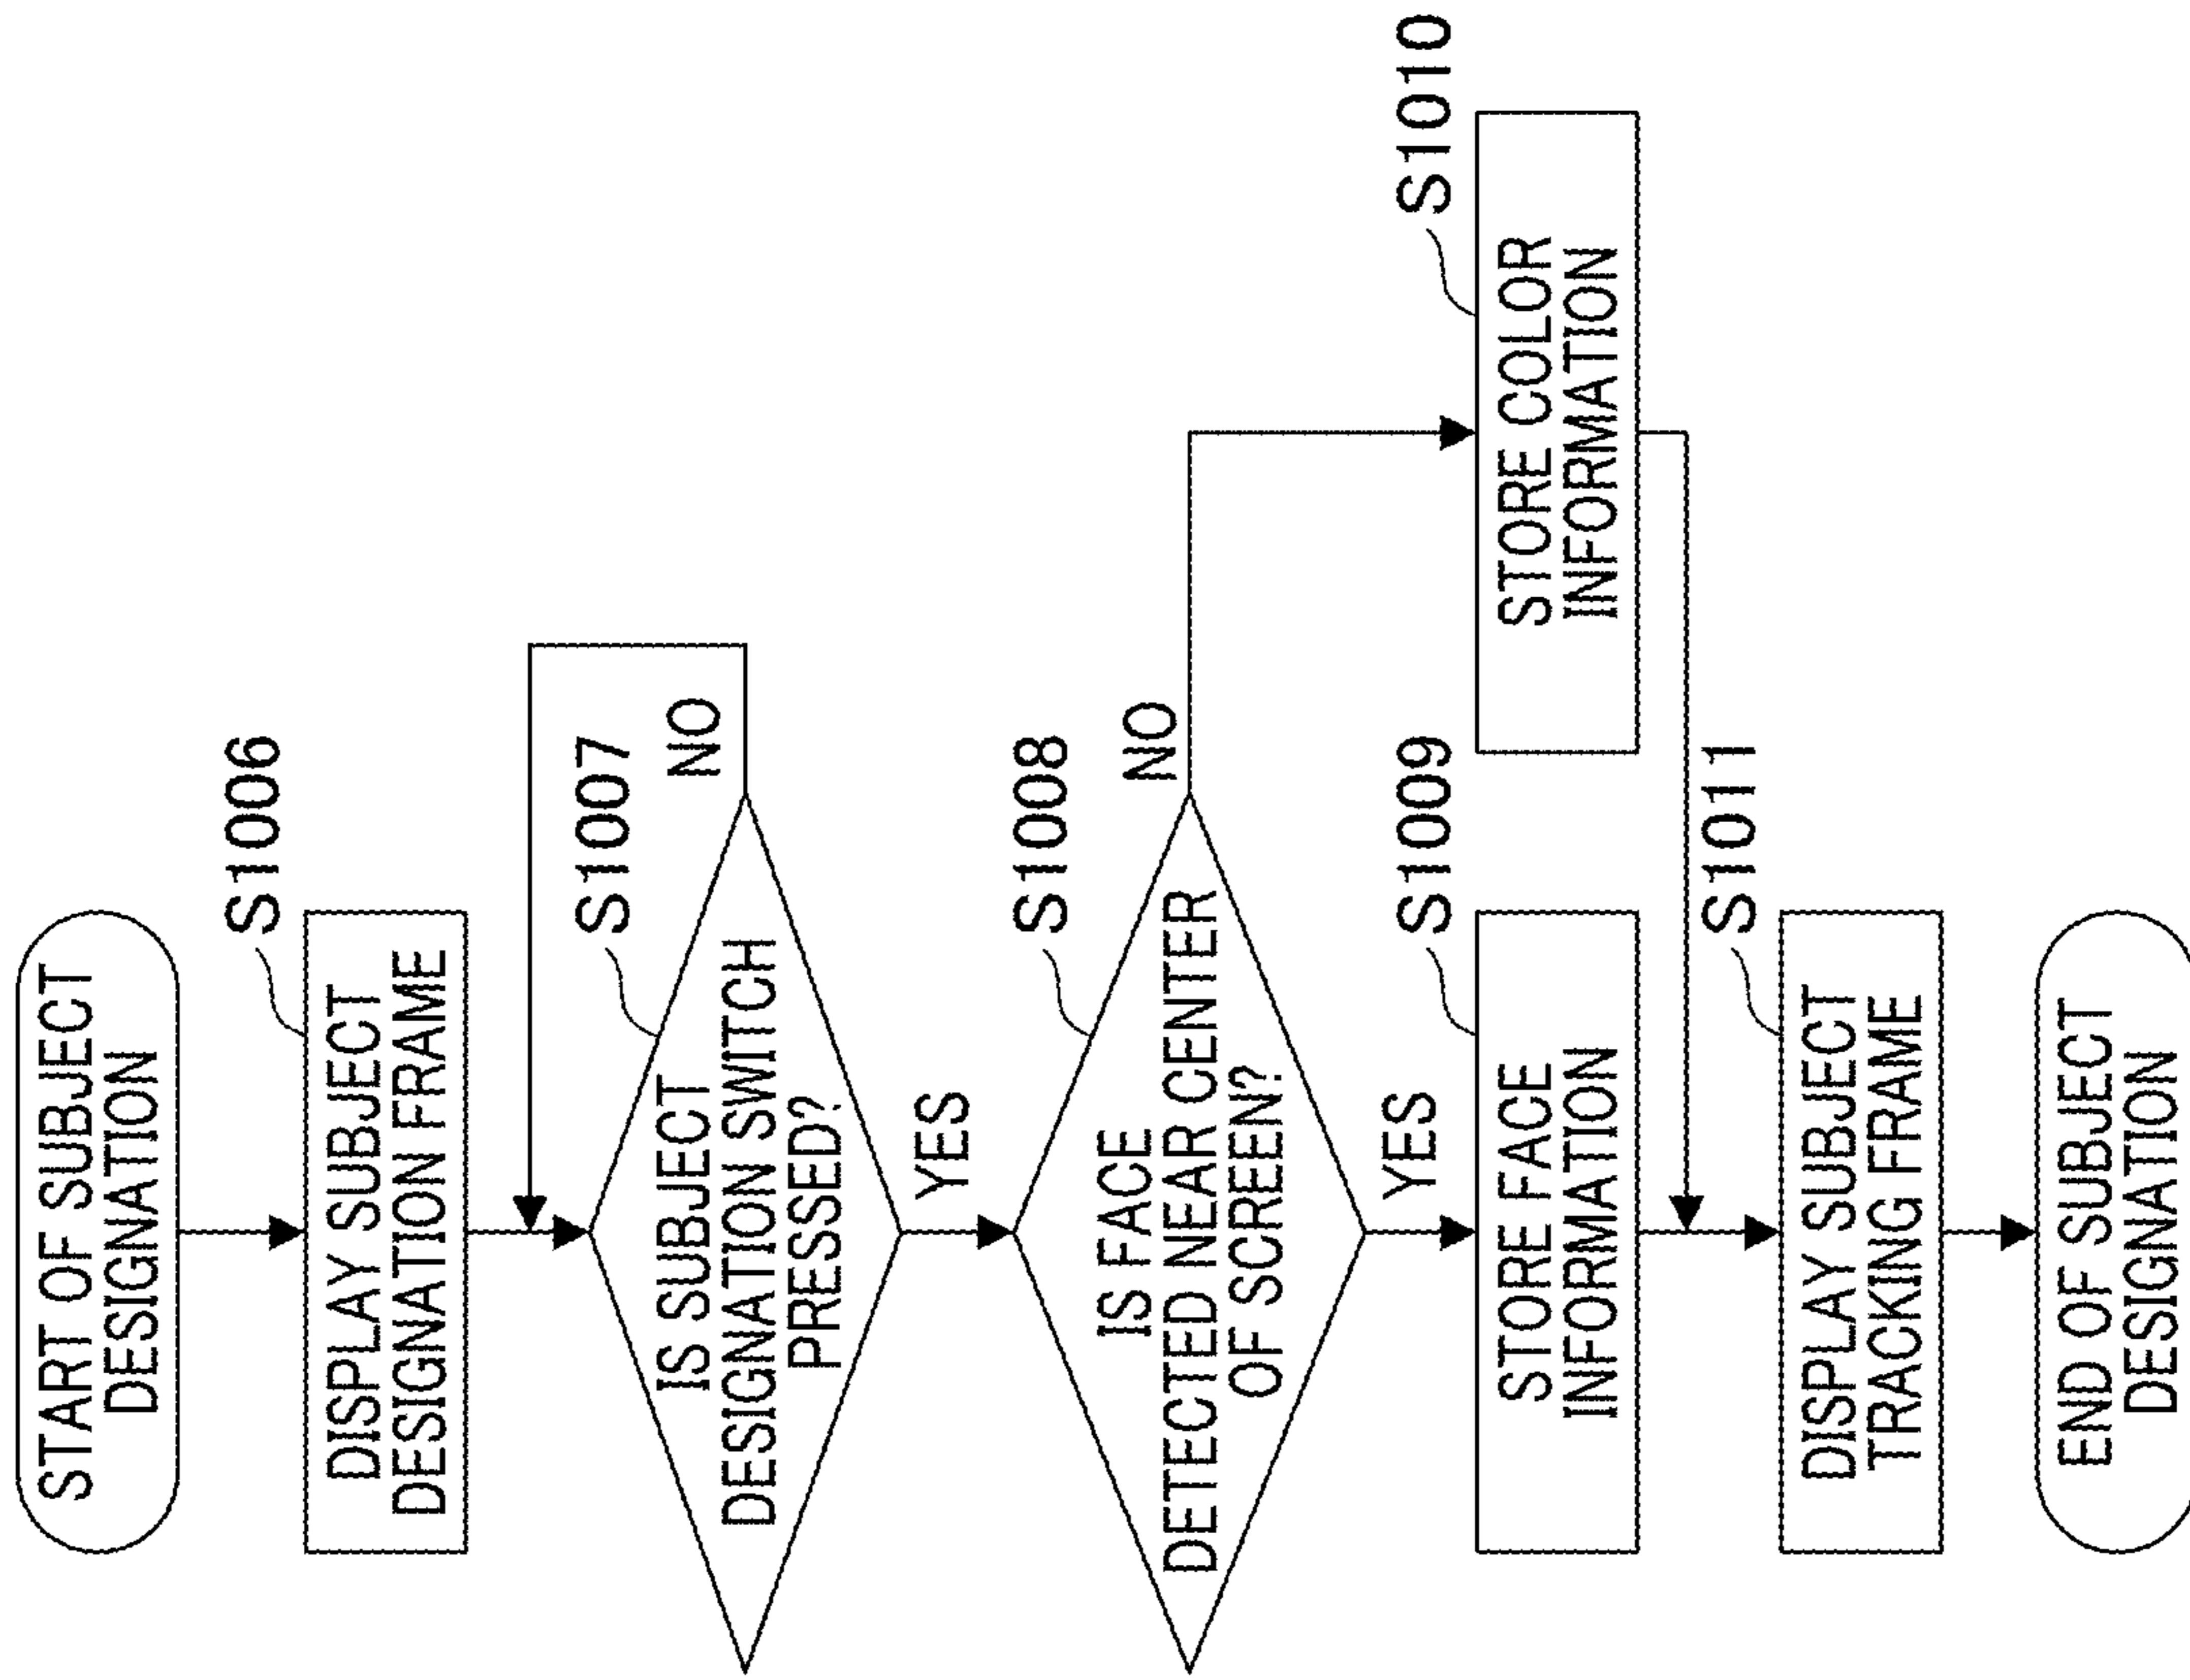 START OF SUBJECT
DESIGNATION
S1006
DISPLAY SUBJECT
DESIGNATION FRAME
S1007
IS SUBJECT
DESIGNATION SWITCH
PRESSED?
NO
YES
S1008
IS FACE
DETECTED NEAR CENTER
OF SCREEN?
NO
YES
S1009
STORE FACE
INFORMATION
S1010
STORE COLOR
INFORMATION
S1011
DISPLAY SUBJECT
TRACKING FRAME
END OF SUBJECT
DESIGNATION